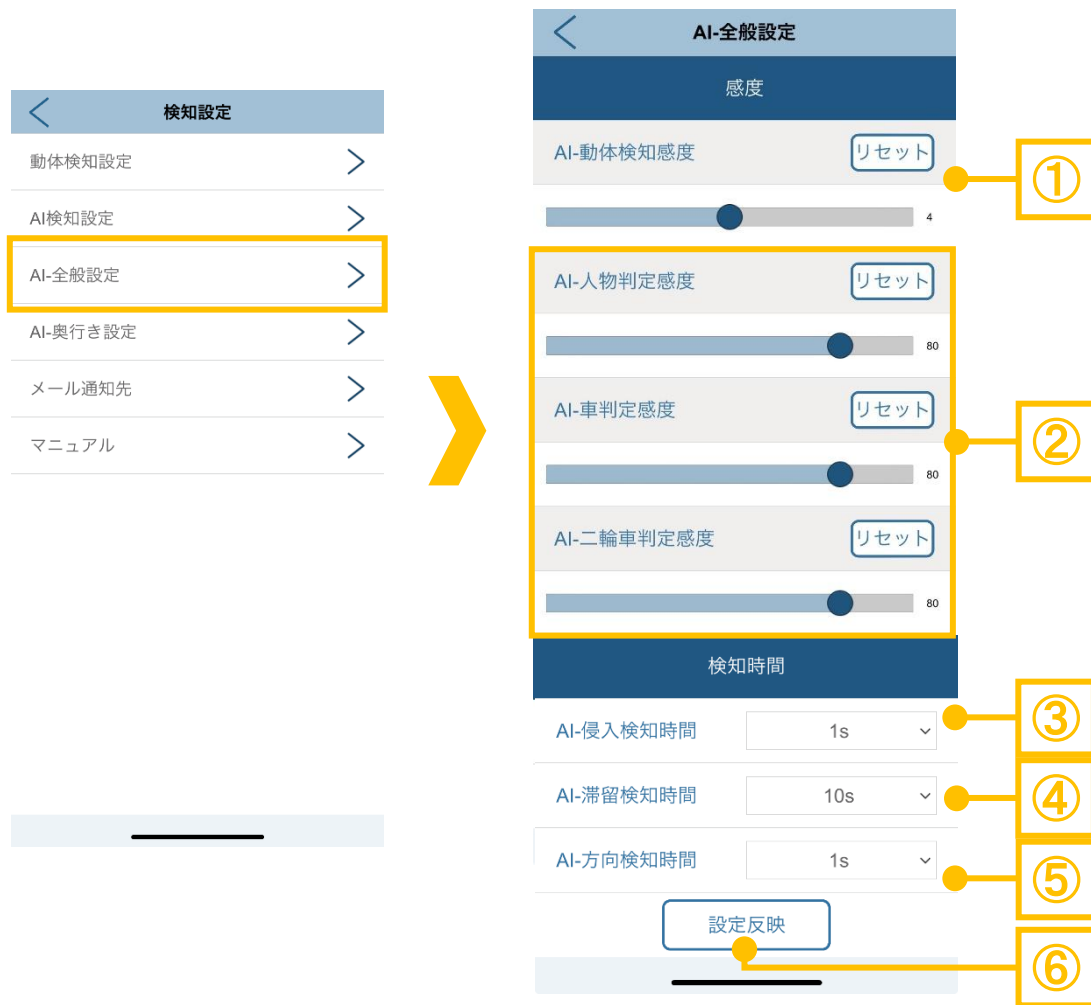 検知設定
動体検知設定
AI検知設定
AI-全般設定
AI-奥行き設定
メール通知先
マニュアル
AI-全般設定
感度
AI-動体検知感度 リセット
4
①
AI-人物判定感度 リセット
80
AI-車判定感度 リセット
80
②
AI-二輪車判定感度 リセット
80
検知時間
AI-侵入検知時間 1s
③
AI-滞留検知時間 10s
④
AI-方向検知時間 1s
⑤
設定反映
⑥